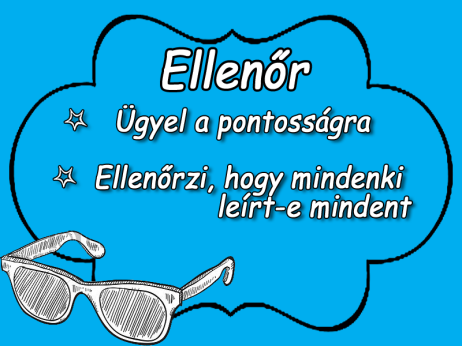 Ellenőr
Ügyel a pontosságra
Ellenőrzi, hogy mindenki
leírt-e mindent